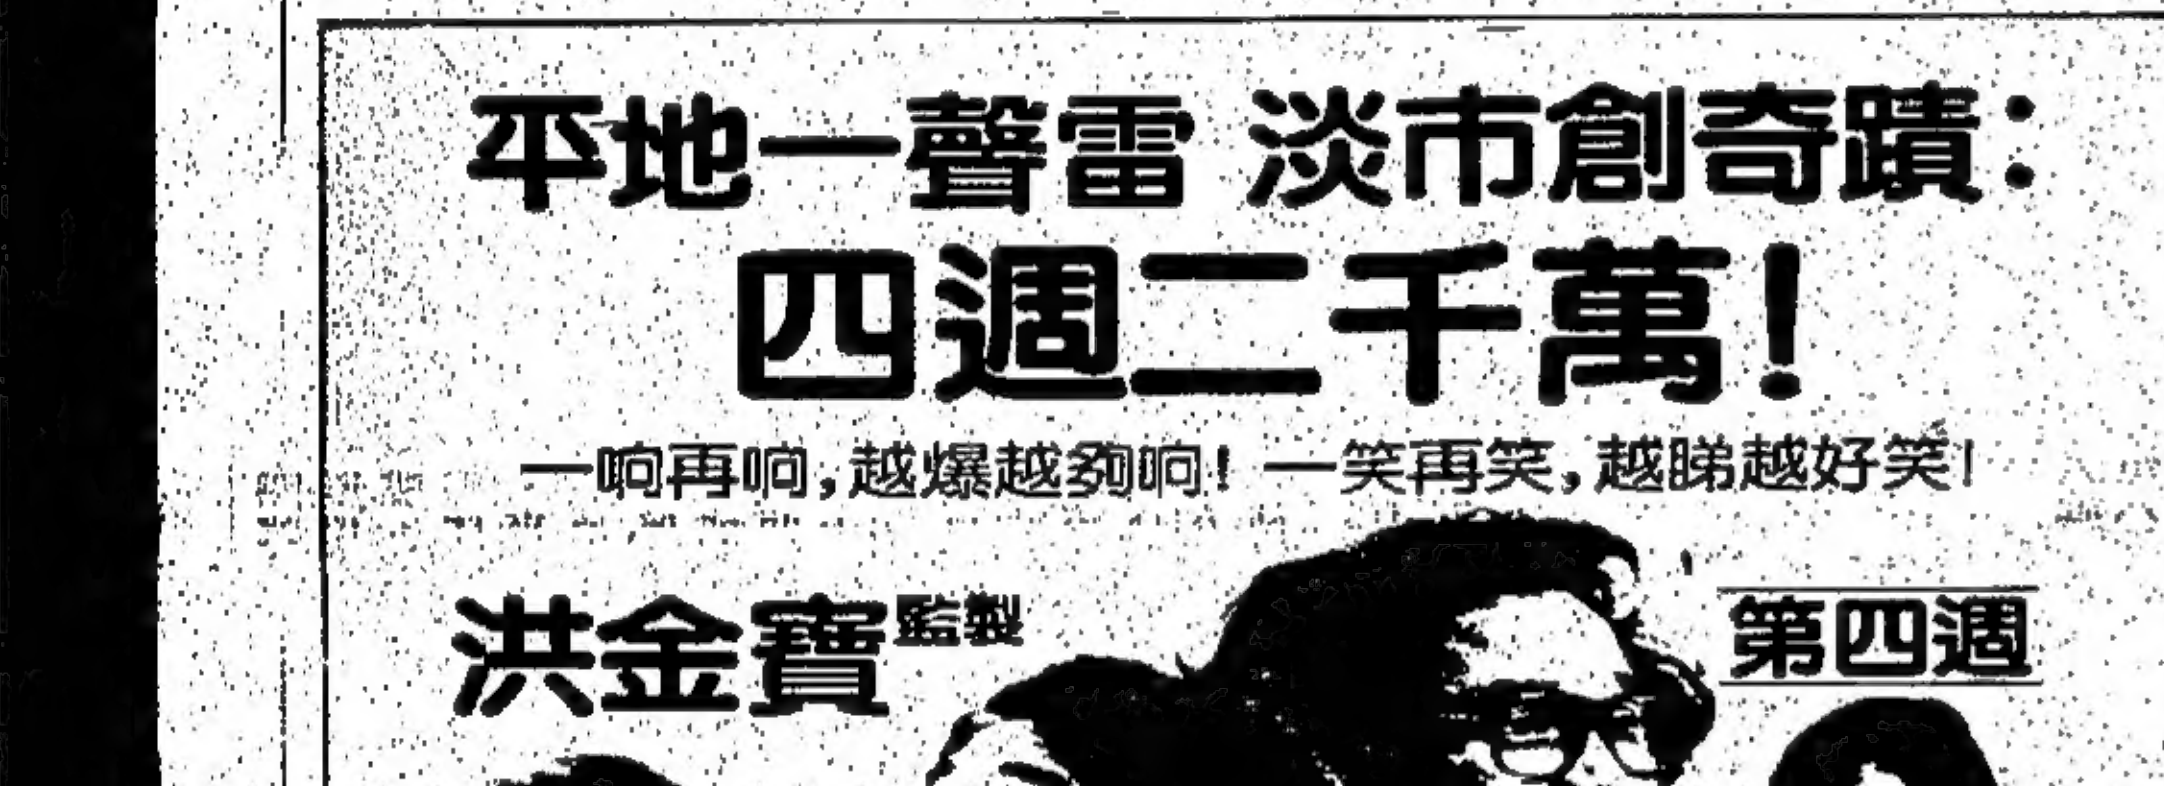 平地一聲雷 淡市創奇蹟:
四週二千萬!
一响再响,越爆越夠响! 一笑再笑,越睇越好笑!
洪金寶監製
第四週